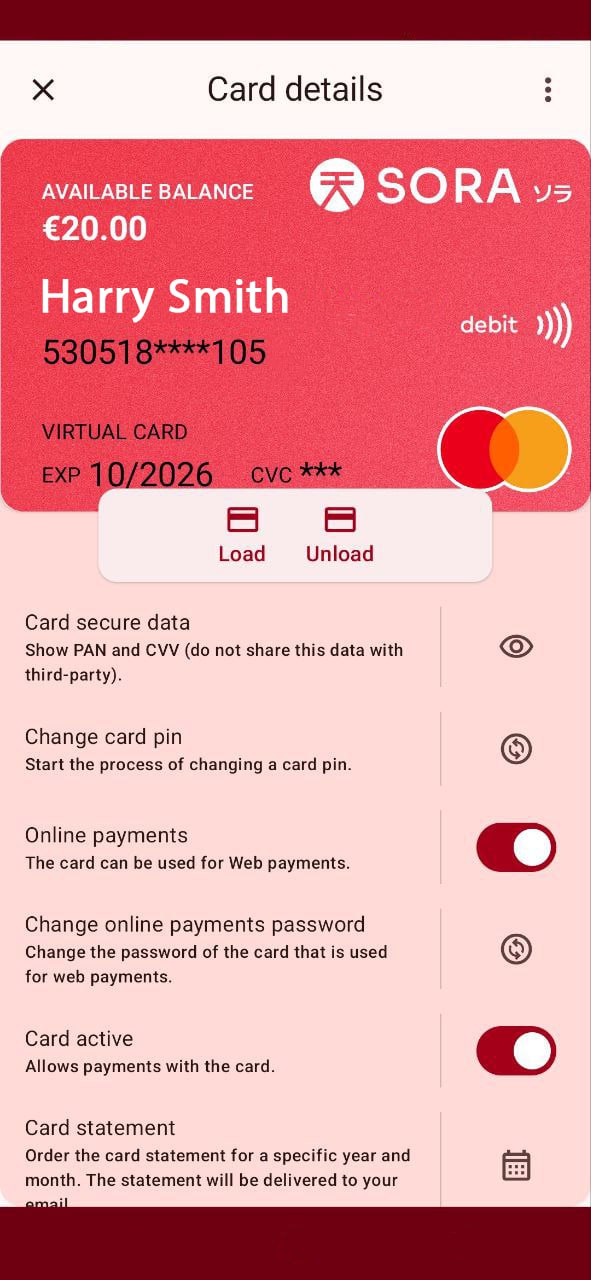 Card details
AVAILABLE BALANCE
SORA ソラ
€20.00
Harry Smith
debit
530518****105
VIRTUAL CARD
EXP 10/2026 CVC ***
Load Unload
Card secure data
Show PAN and CVV (do not share this data with
third-party).
Change card pin
Start the process of changing a card pin.
Online payments
The card can be used for Web payments.
Change online payments password
Change the password of the card that is used
for web payments.
Card active
Allows payments with the card.
Card statement
Order the card statement for a specific year and
month. The statement will be delivered to your
email